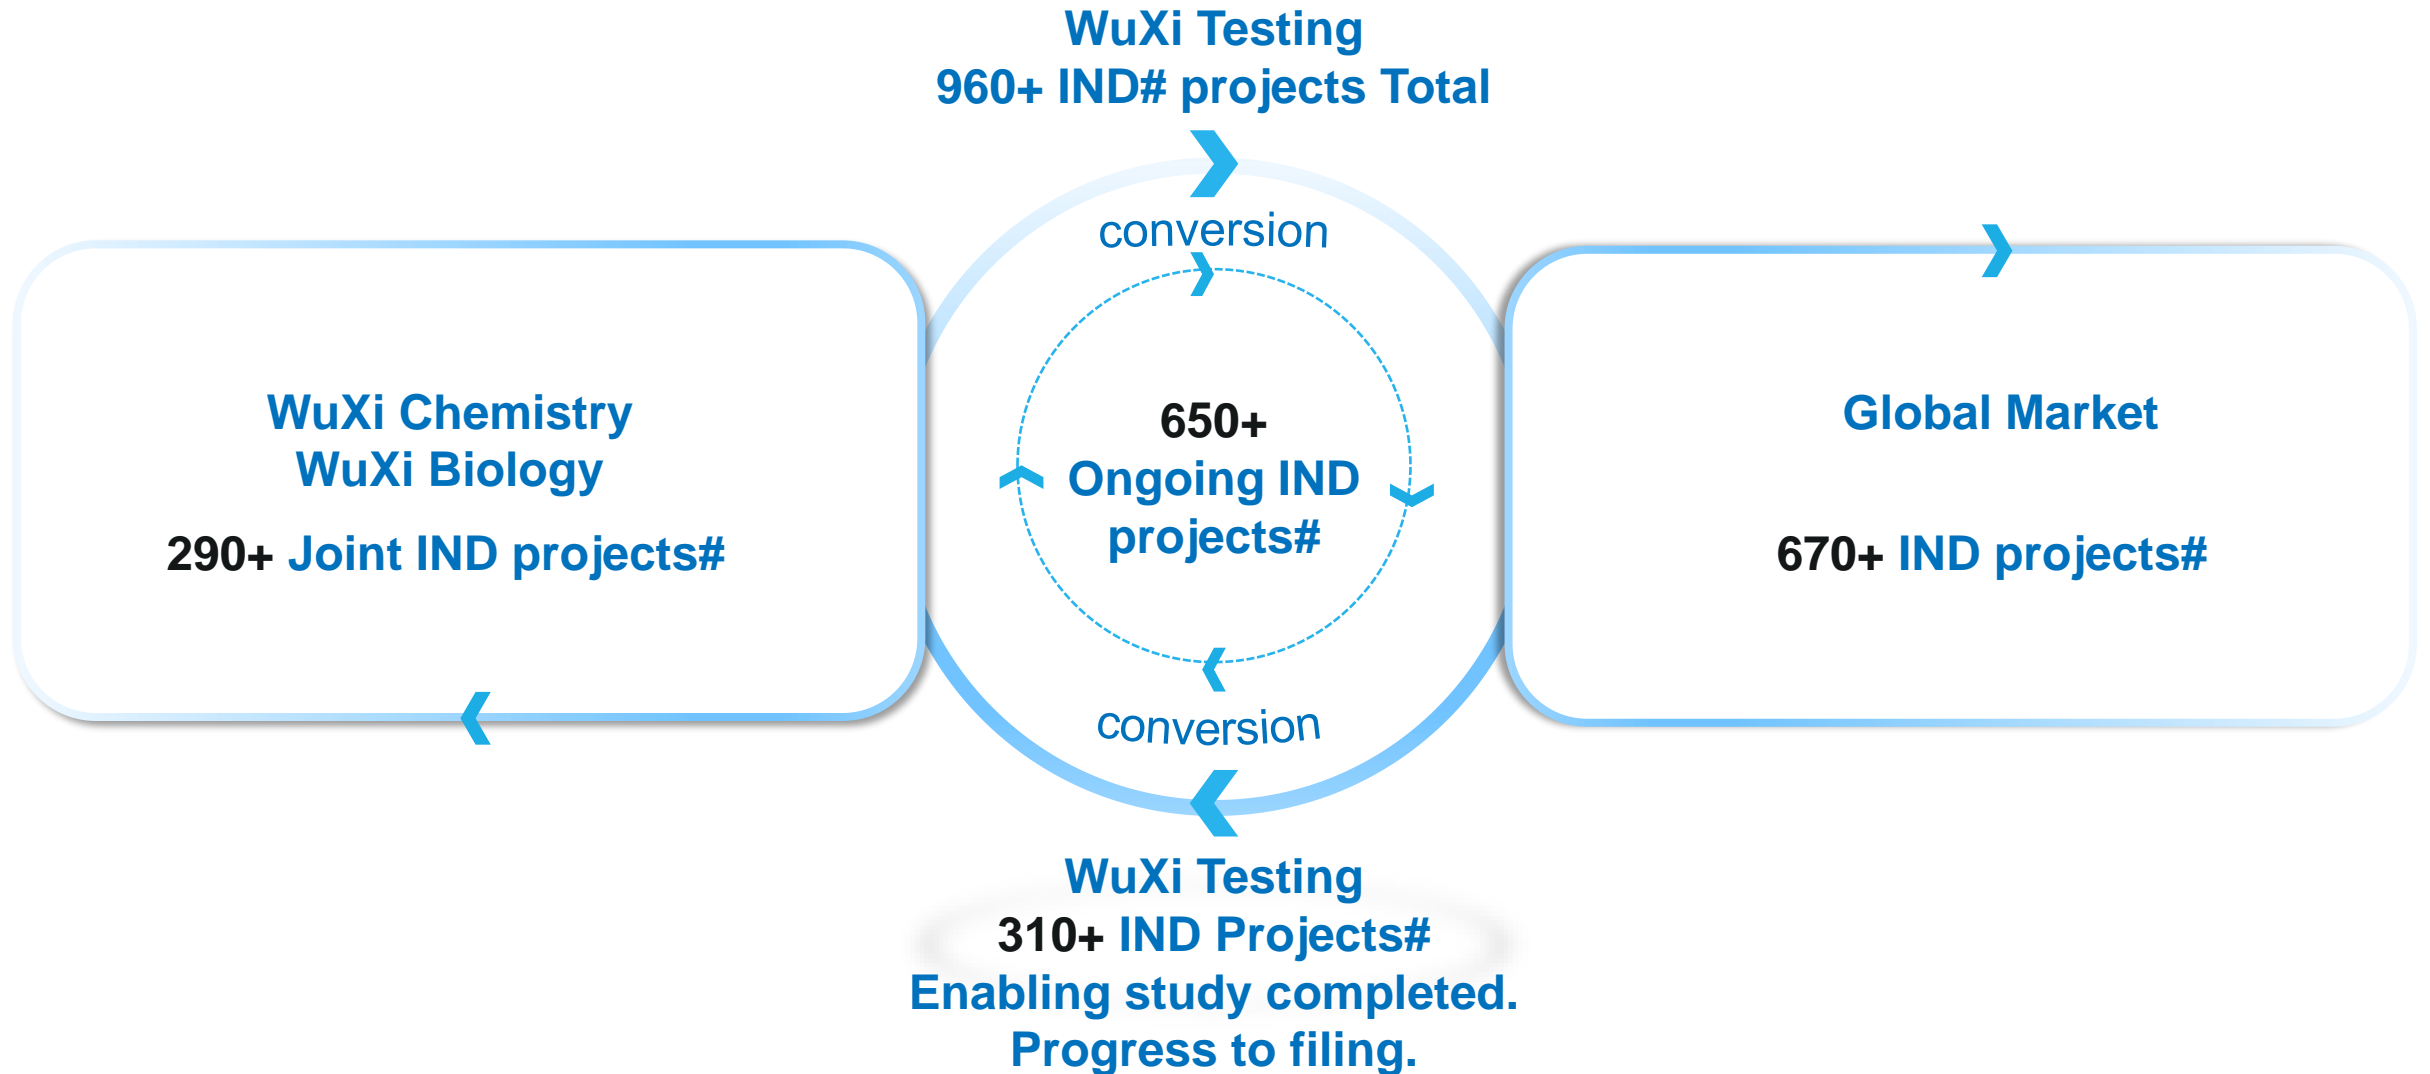 WuXi Testing
960+ IND# projects Total
conversion
WuXi Chemistry
WuXi Biology
290+ Joint IND projects#
650+
Ongoing IND
projects#
Global Market
670+ IND projects#
conversion
WuXi Testing
310+ IND Projects#
Enabling study completed.
Progress to filing.